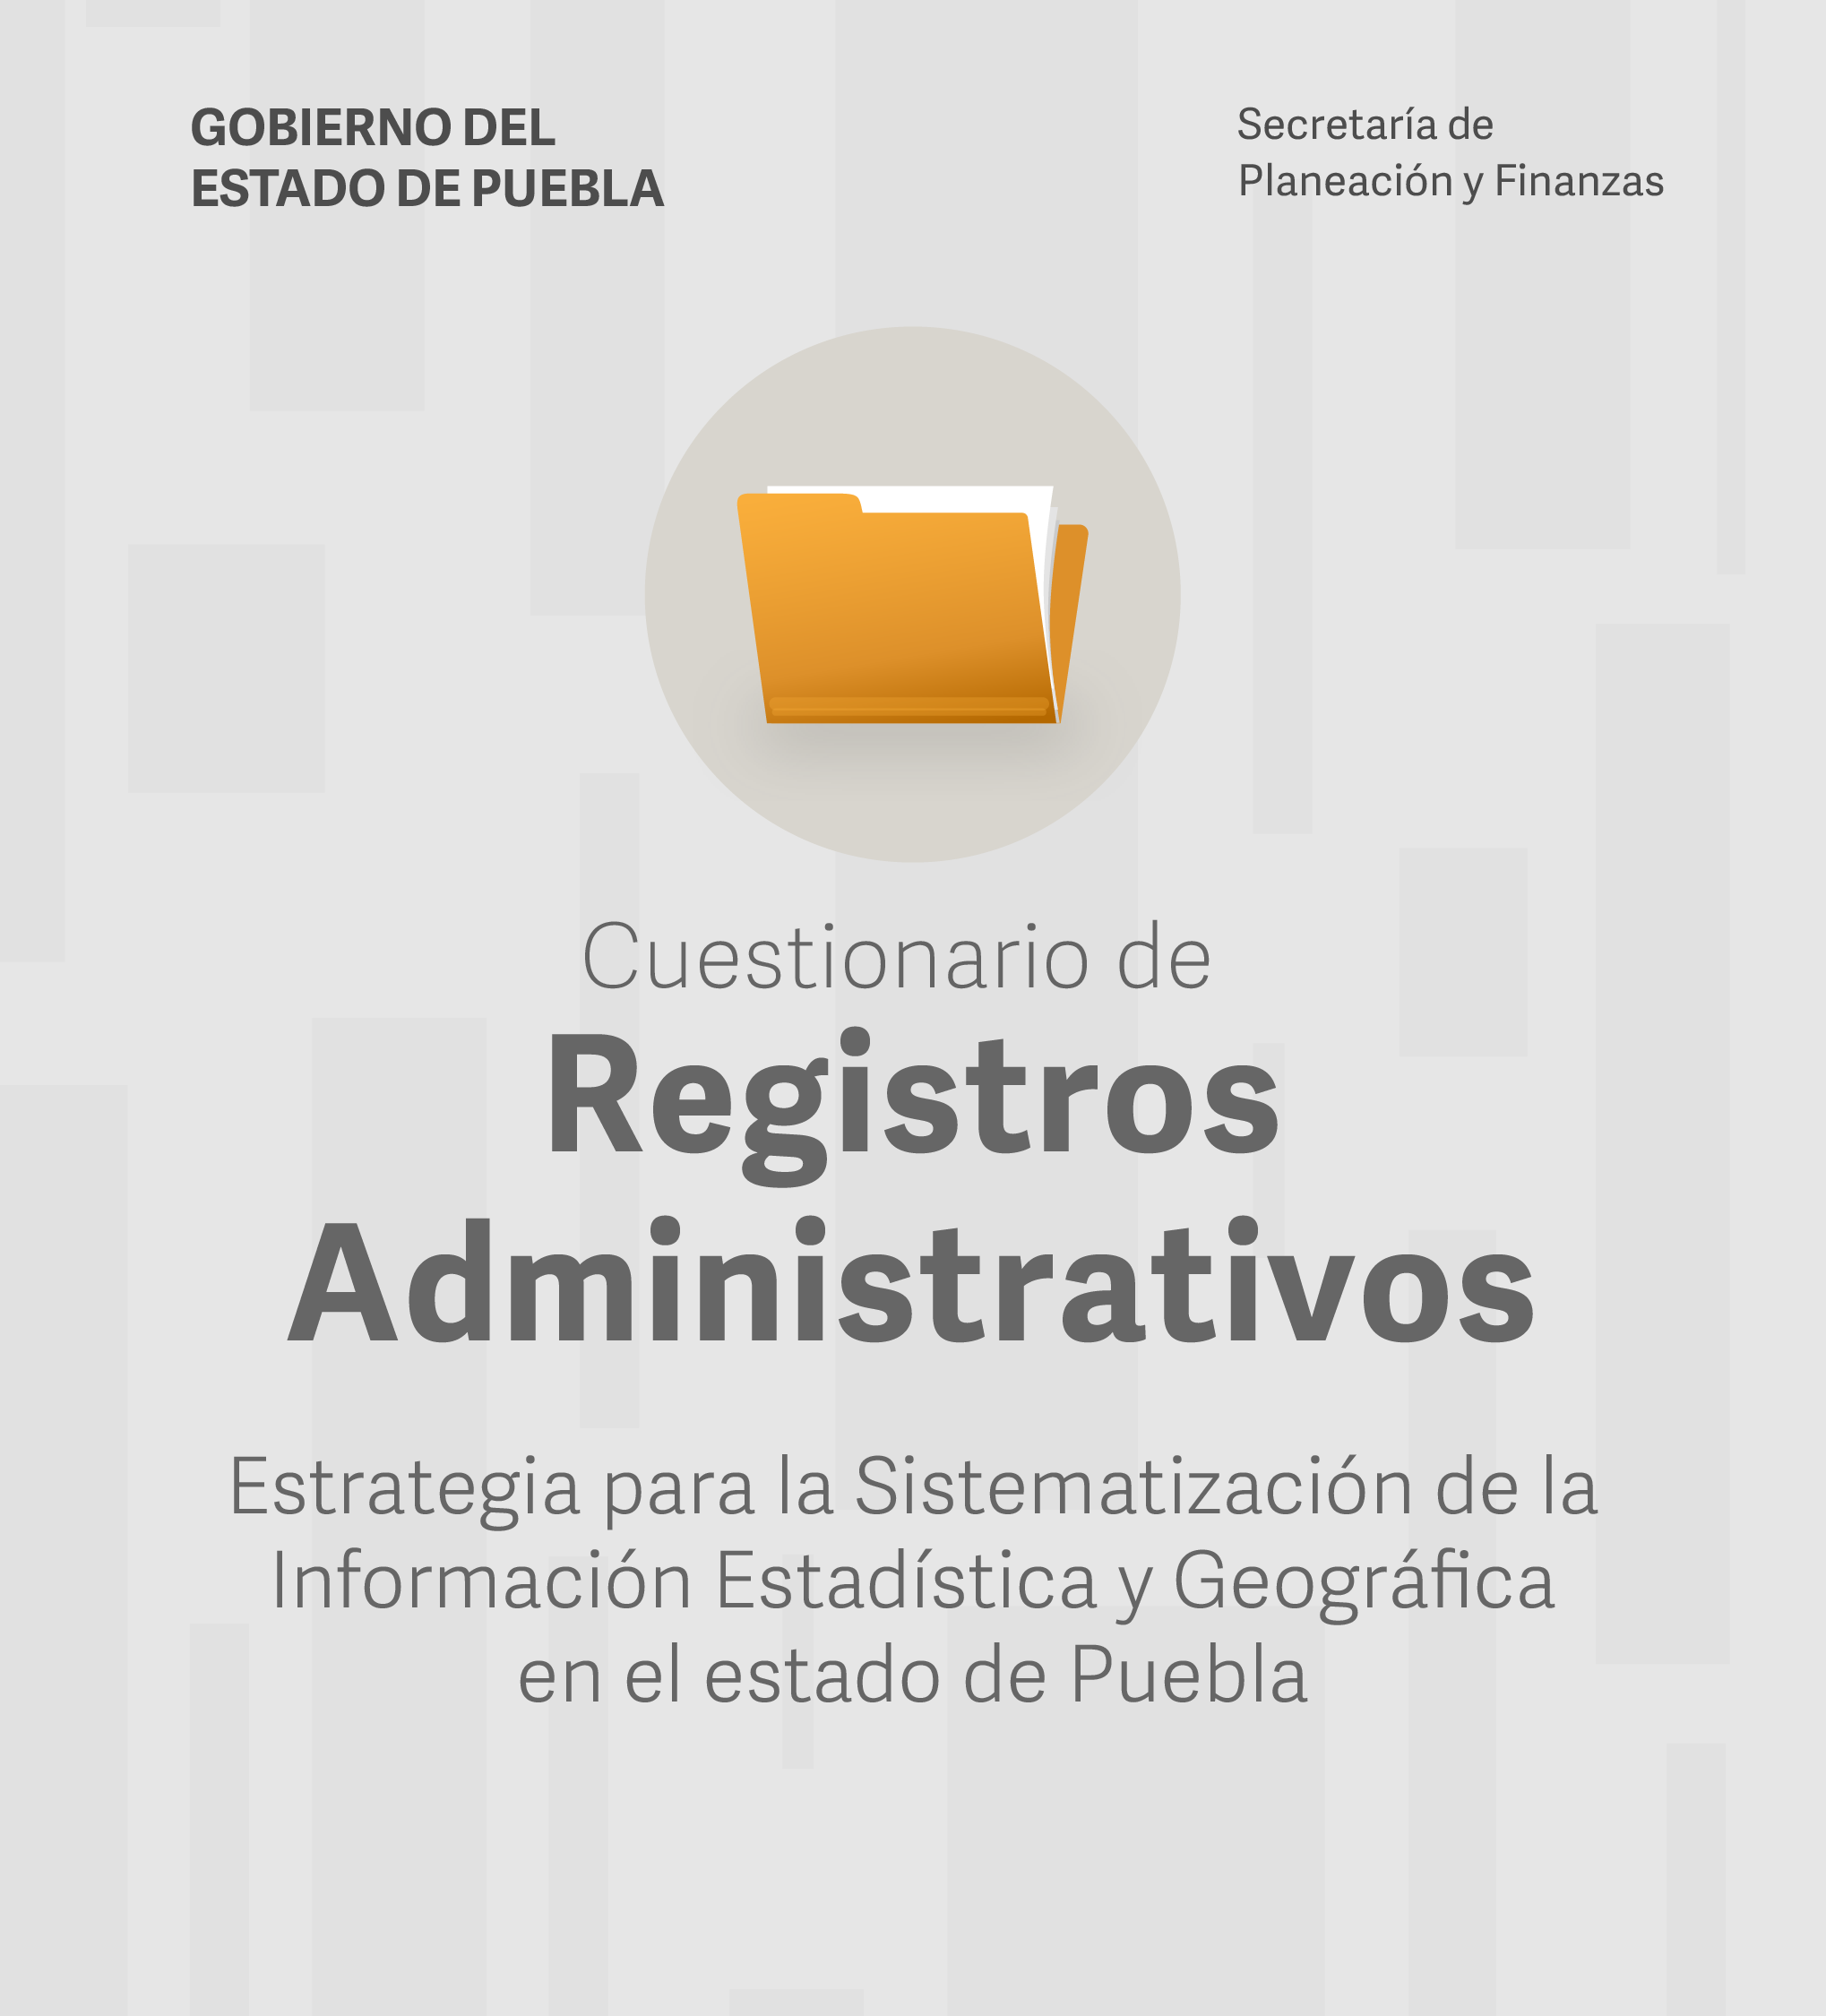 GOBIERNO DEL
ESTADO DE PUEBLA
Secretaría de
Planeación y Finanzas
Cuestionario de
Registros
Administrativos
Estrategia para la Sistematización de la
Información Estadística y Geográfica
en el estado de Puebla